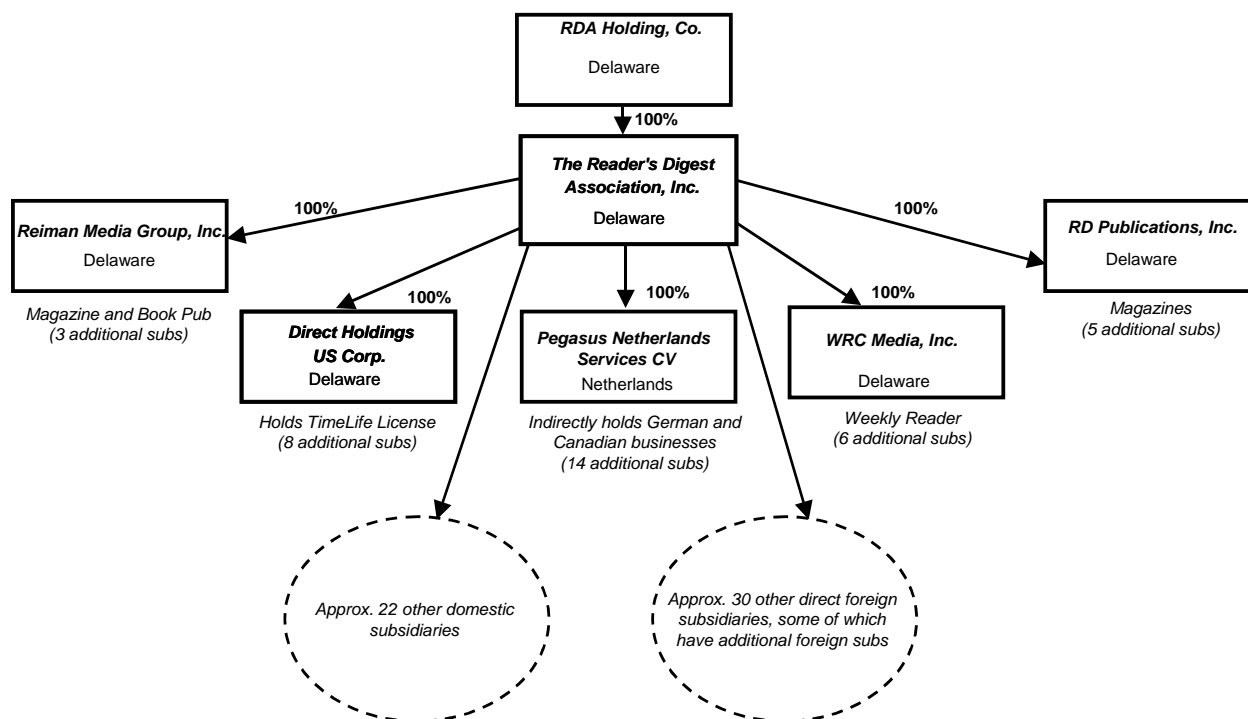 RDA Holding, Co.
Delaware
100%
The Reader's Digest
Association, Inc.
Delaware
100%
Reiman Media Group, Inc.
Delaware
Magazine and Book Pub
(3 additional subs)
100%
RD Publications, Inc.
Delaware
Magazines
(5 additional subs)
100%
Direct Holdings
US Corp.
Delaware
Holds TimeLife License
(8 additional subs)
100%
Pegasus Netherlands
Services CV
Netherlands
Indirectly holds German and
Canadian businesses
(14 additional subs)
100%
WRC Media, Inc.
Delaware
Weekly Reader
(6 additional subs)
Approx. 22 other domestic
subsidiaries
Approx. 30 other direct foreign
subsidiaries, some of which
have additional foreign subs